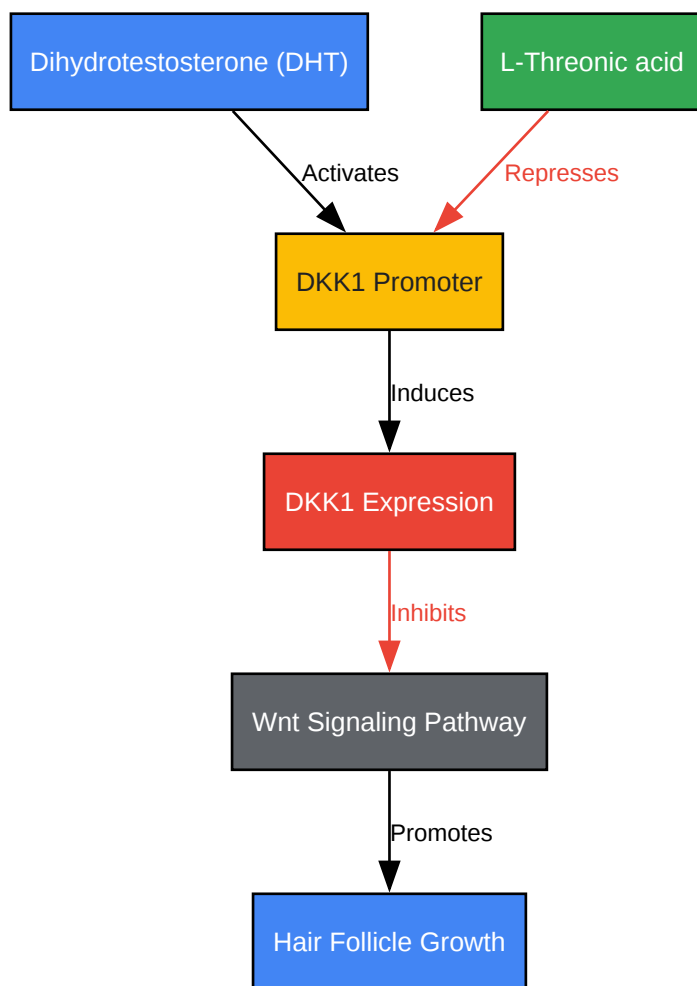 Dihydrotestosterone (DHT)
L-Threonic acid
Activates
Represses
DKK1 Promoter
Induces
DKK1 Expression
Inhibits
Wnt Signaling Pathway
Promotes
Hair Follicle Growth